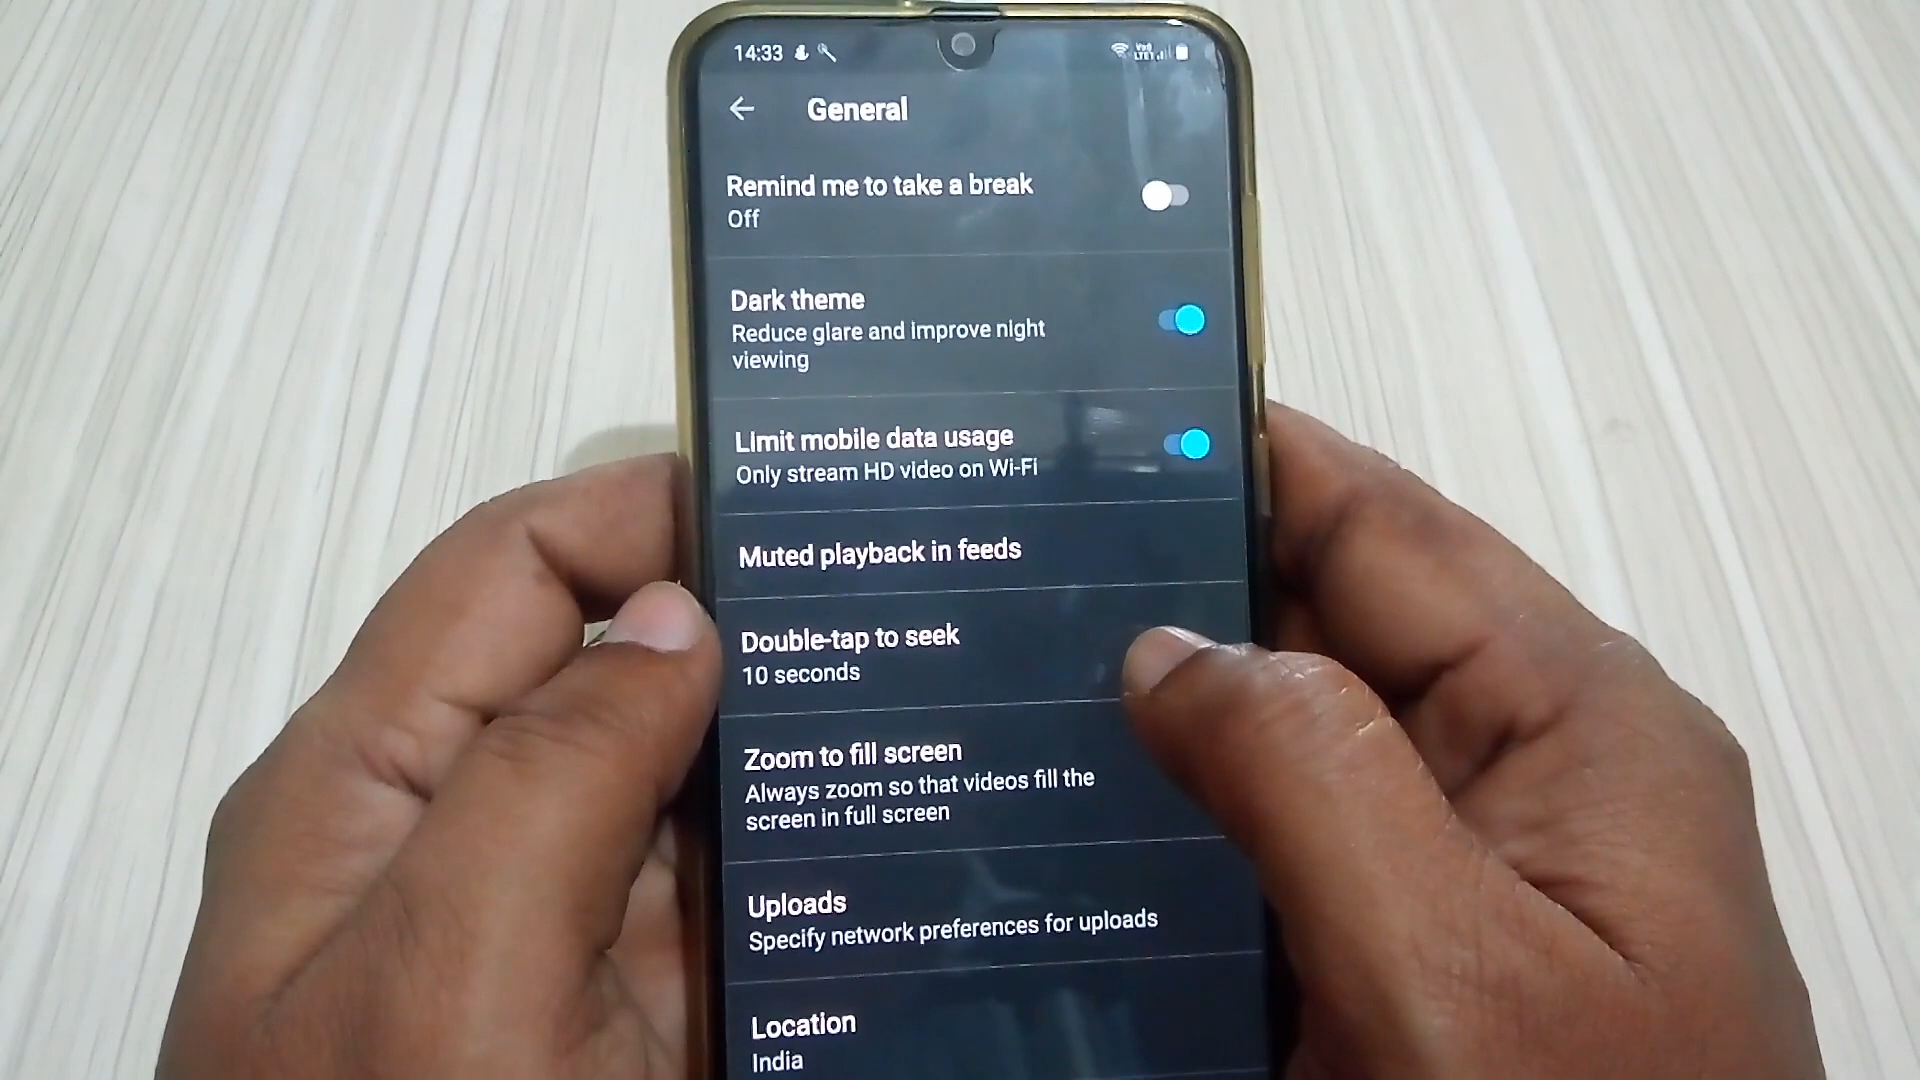 14:33
Vo)) LTE1
General
Remind me to take a break
Off
Dark theme
Reduce glare and improve night
viewing
Limit mobile data usage
Only stream HD video on Wi-Fi
Muted playback in feeds
Double-tap to seek
10 seconds
Zoom to fill screen
Always zoom so that videos fill the
screen in full screen
Uploads
Specify network preferences for uploads
Location
India